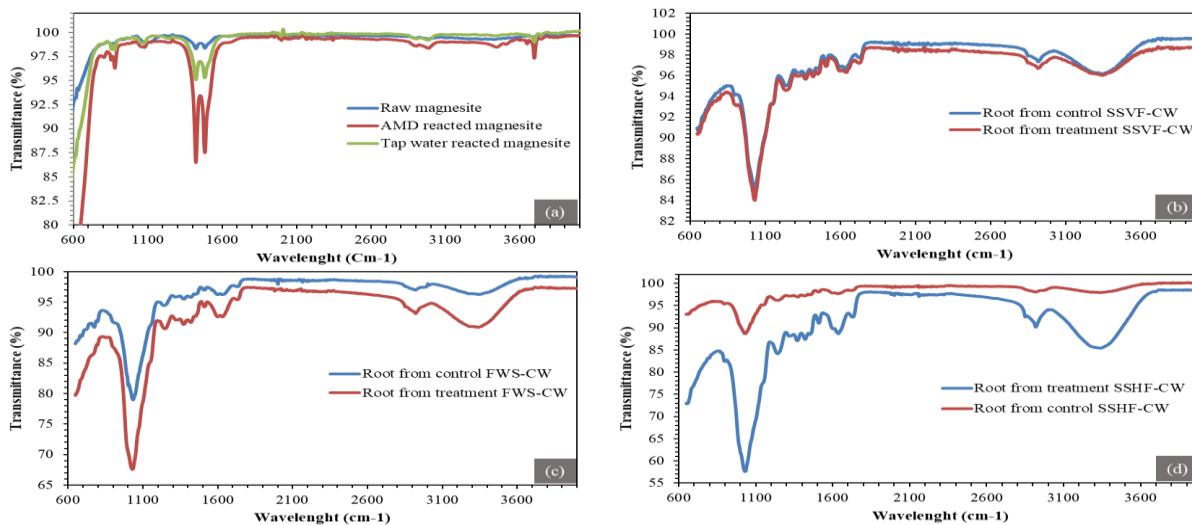 Transmittance (%)
100
97.5
95
92.5
90
87.5
85
82.5
80
600 1100 1600 2100 2600 3100 3600
Wavelenght (Cm-1)
Raw magnesite
AMD reacted magnesite
Tap water reacted magnesite
(a)
Transmittance (%)
102
100
98
96
94
92
90
88
86
84
82
600 1100 1600 2100 2600 3100 3600
Wavelenght (cm-1)
Root from control SSVF-CW
Root from treatment SSVF-CW
(b)
Transmittance (%)
100
95
90
85
80
75
70
65
600 1100 1600 2100 2600 3100 3600
Wavelenght (cm-1)
Root from control FWS-CW
Root from treatment FWS-CW
(c)
Transmittance (%)
100
95
90
85
80
75
70
65
60
55
600 1100 1600 2100 2600 3100 3600
Wavelenght (cm-1)
Root from treatment SSHF-CW
Root from control SSHF-CW
(d)